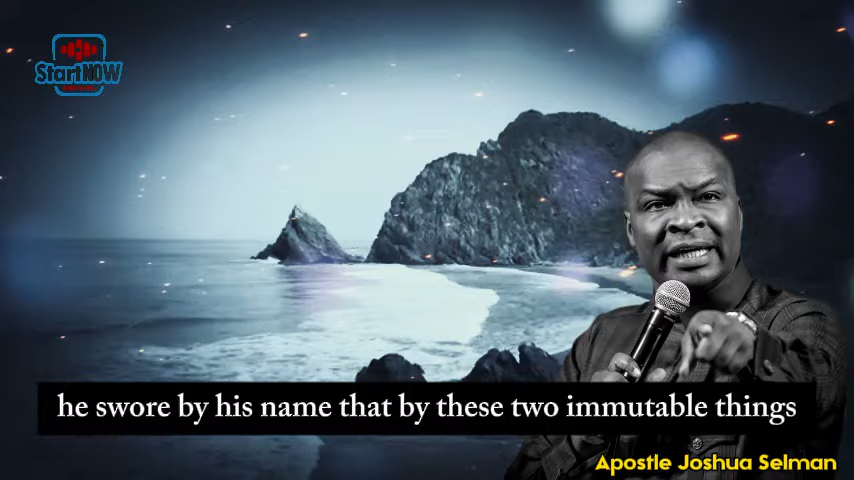 StartNOW
he swore by his name that by these two immutable things
Apostle Joshua Selman